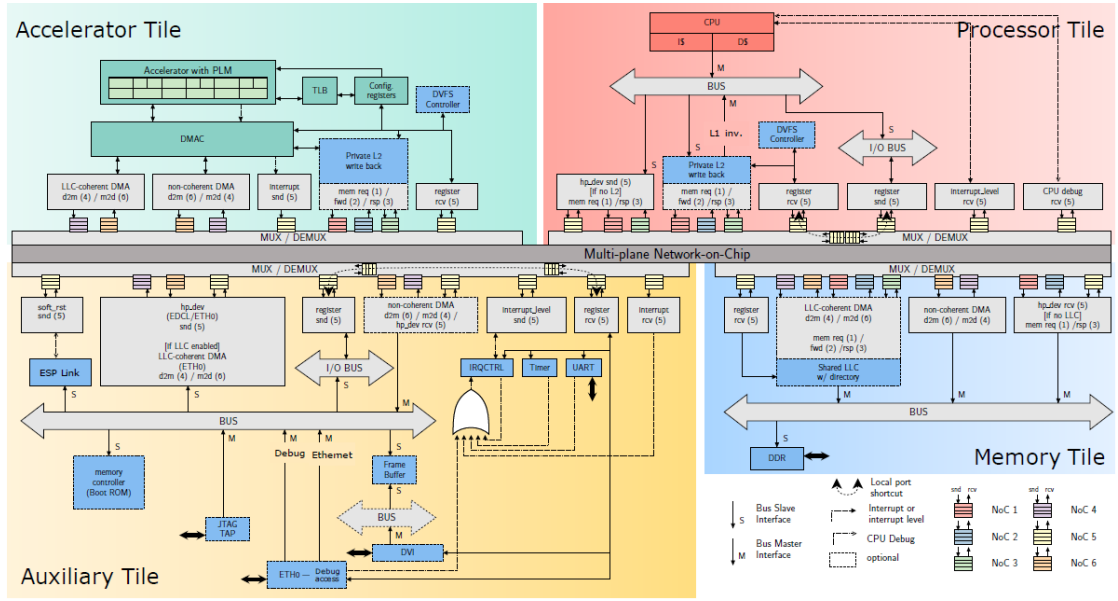 Accelerator Tile
Accelerator with PLM
TLB
Config.
registers
DVFS
Controller
DMAC
Private L2
write back
LLC-coherent DMA
d2m (4) / m2d (6)
non-coherent DMA
d2m (6) / m2d (4)
interrupt
snd (5)
mem req (1) /
fwd (2) / rsp (3)
register
rcv (5)
MUX / DEMUX
Processor Tile
CPU
I$
D$
M
BUS
M
L1 inv.
S
S
S
DVFS
Controller
I/O BUS
hp_dev snd (5)
[if no L2]
mem req (1) /rsp (3)
Private L2
write back
mem req (1) /
fwd (2) / rsp (3)
register
rcv (5)
register
snd (5)
Interrupt_level
rcv (5)
CPU debug
rcv (5)
MUX / DEMUX
Multi-plane Network-on-Chip
MUX / DEMUX
soft_rst
snd (5)
hp_dev
(EDCL/ETH0)
snd (5)
[if LLC enabled]
LLC-coherent DMA
(ETH0)
d2m (4) / m2d (6)
register
snd (5)
non-coherent DMA
d2m (6) / m2d (4) /
hp_dev rcv (5)
interrupt_level
snd (5)
register
rcv (5)
interrupt
rcv (5)
ESP Link
I/O BUS
IRQCTRL
Timer
UART
S
S
S
M
BUS
S
M
M
M
S
Debug
Ethernet
memory
controller
(Boot ROM)
Frame
Buffer
S
BUS
M
JTAG
TAP
DVI
ETH0 — Debug
access
Auxiliary Tile
MUX / DEMUX
register
rcv (5)
LLC-coherent DMA
d2m (4) / m2d (6)
mem req (1) /
fwd (2) /rsp (3)
Shared LLC
w/ directory
non-coherent DMA
d2m (6) / m2d (4)
hp_dev rcv (5)
[if no LLC]
mem req (1) /rsp (3)
M
M
M
BUS
S
DDR
Memory Tile
S
Bus Slave
Interface
M
Bus Master
Interface
Local port
shortcut
Interrupt or
interrupt level
CPU Debug
optional
snd rcv
snd rcv
NoC 1
NoC 4
NoC 2
NoC 5
NoC 3
NoC 6